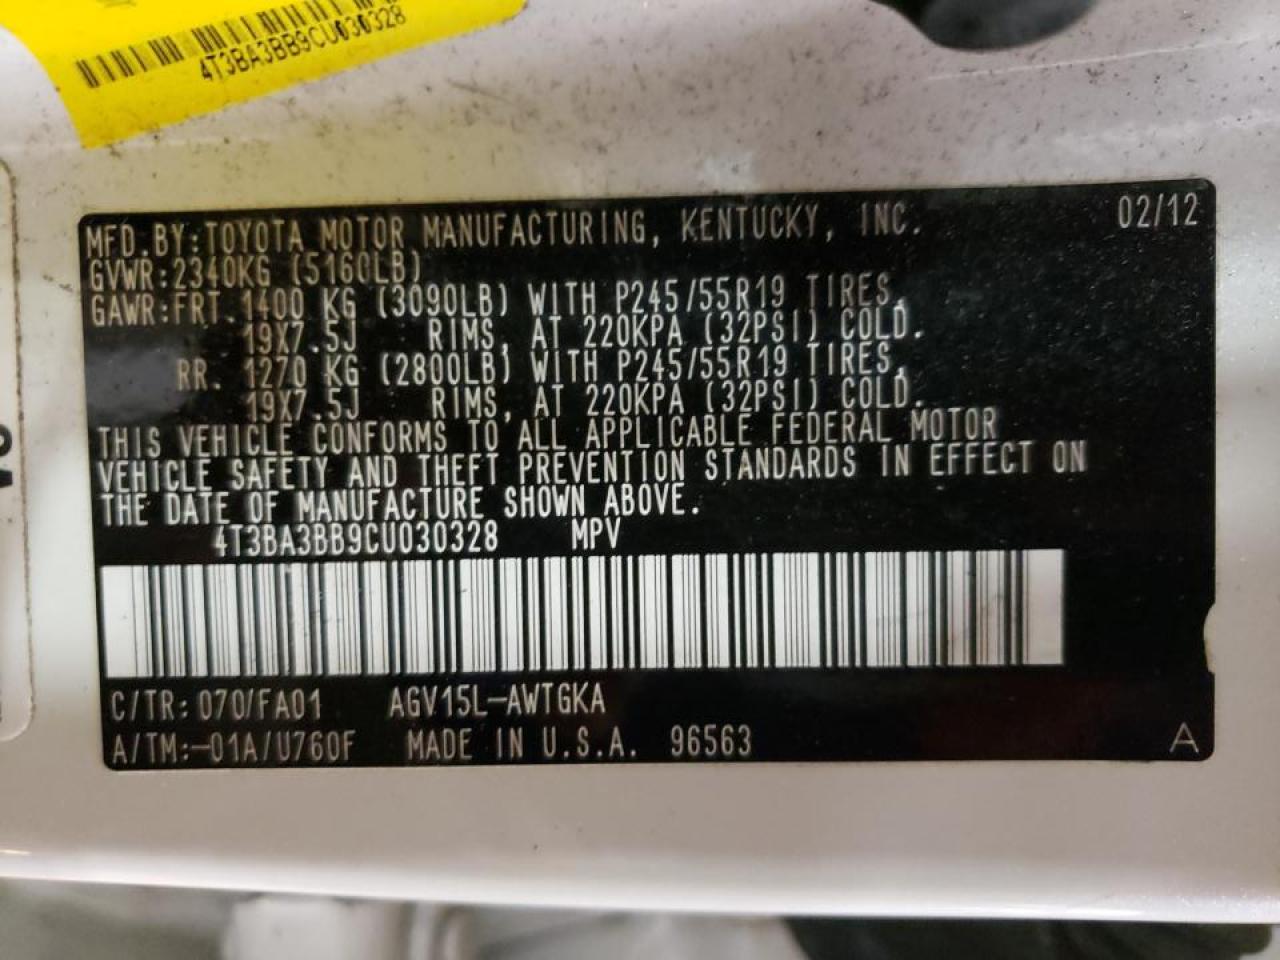 4T3BA3BB9CU030328
MFD.BY:TOYOTA MOTOR MANUFACTURING, KENTUCKY, INC. 02/12
GVWR:2340KG (5160LB)
GAWR:FRT. 1400 KG (3090LB) WITH P245/55R19 TIRES,
19X7.5J RIMS, AT 220KPA (32PSI) COLD.
RR. 1270 KG (2800LB) WITH P245/55R19 TIRES,
19X7.5J RIMS, AT 220KPA (32PSI) COLD.
THIS VEHICLE CONFORMS TO ALL APPLICABLE FEDERAL MOTOR
VEHICLE SAFETY AND THEFT PREVENTION STANDARDS IN EFFECT ON
THE DATE OF MANUFACTURE SHOWN ABOVE.
4T3BA3BB9CU030328 MPV
C/TR: 070/FA01 AGV15L-AWTGKA
A/TM:-01A/U760F MADE IN U.S.A. 96563 A